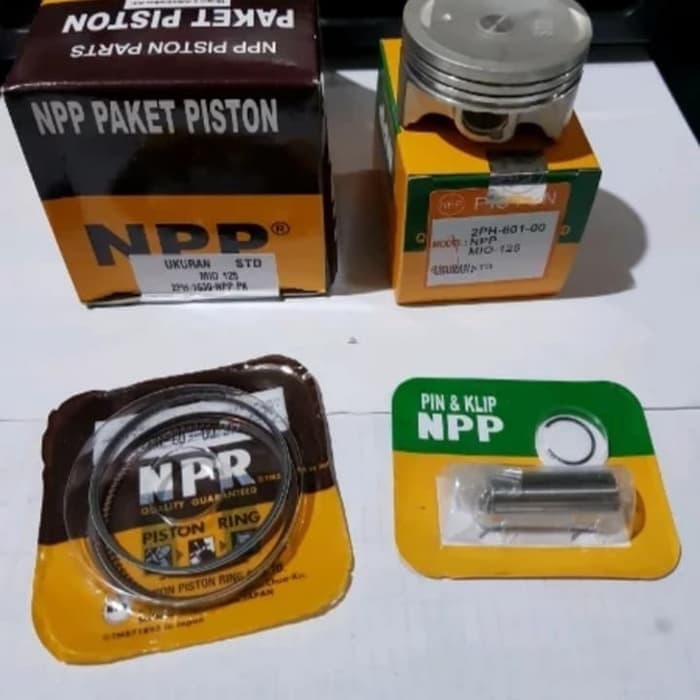 PAKET PISTON
NPP PISTON PARTS
NPP PAKET PISTON
NPP®
UKURAN STD
MIO 125
NPP
PISTON
2PH-601-00
MODEL: NPP
MIO-125
NPR
QUALITY GUARANTEED
PISTON RING
PIN & KLIP
NPP